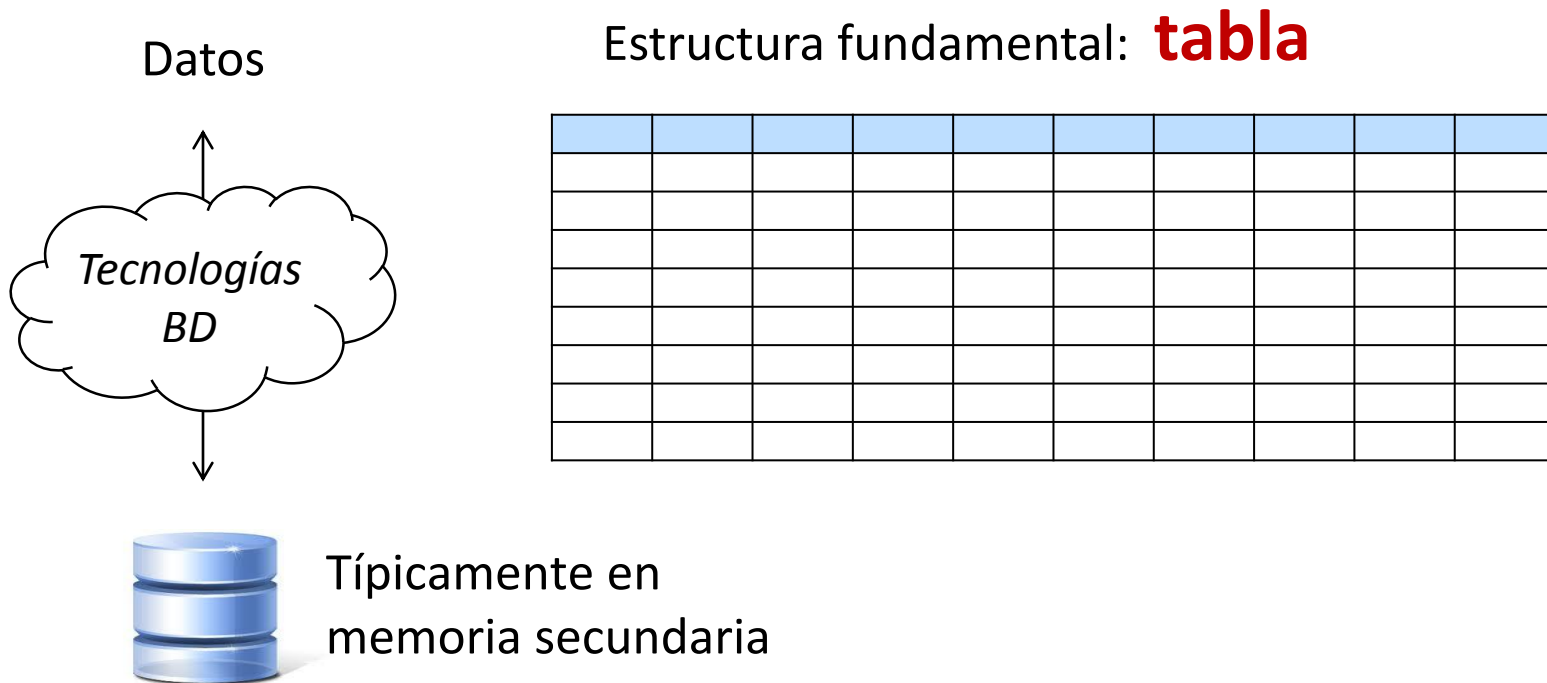 Datos
Estructura fundamental: tabla
Tecnologías
BD
Típicamente en
memoria secundaria